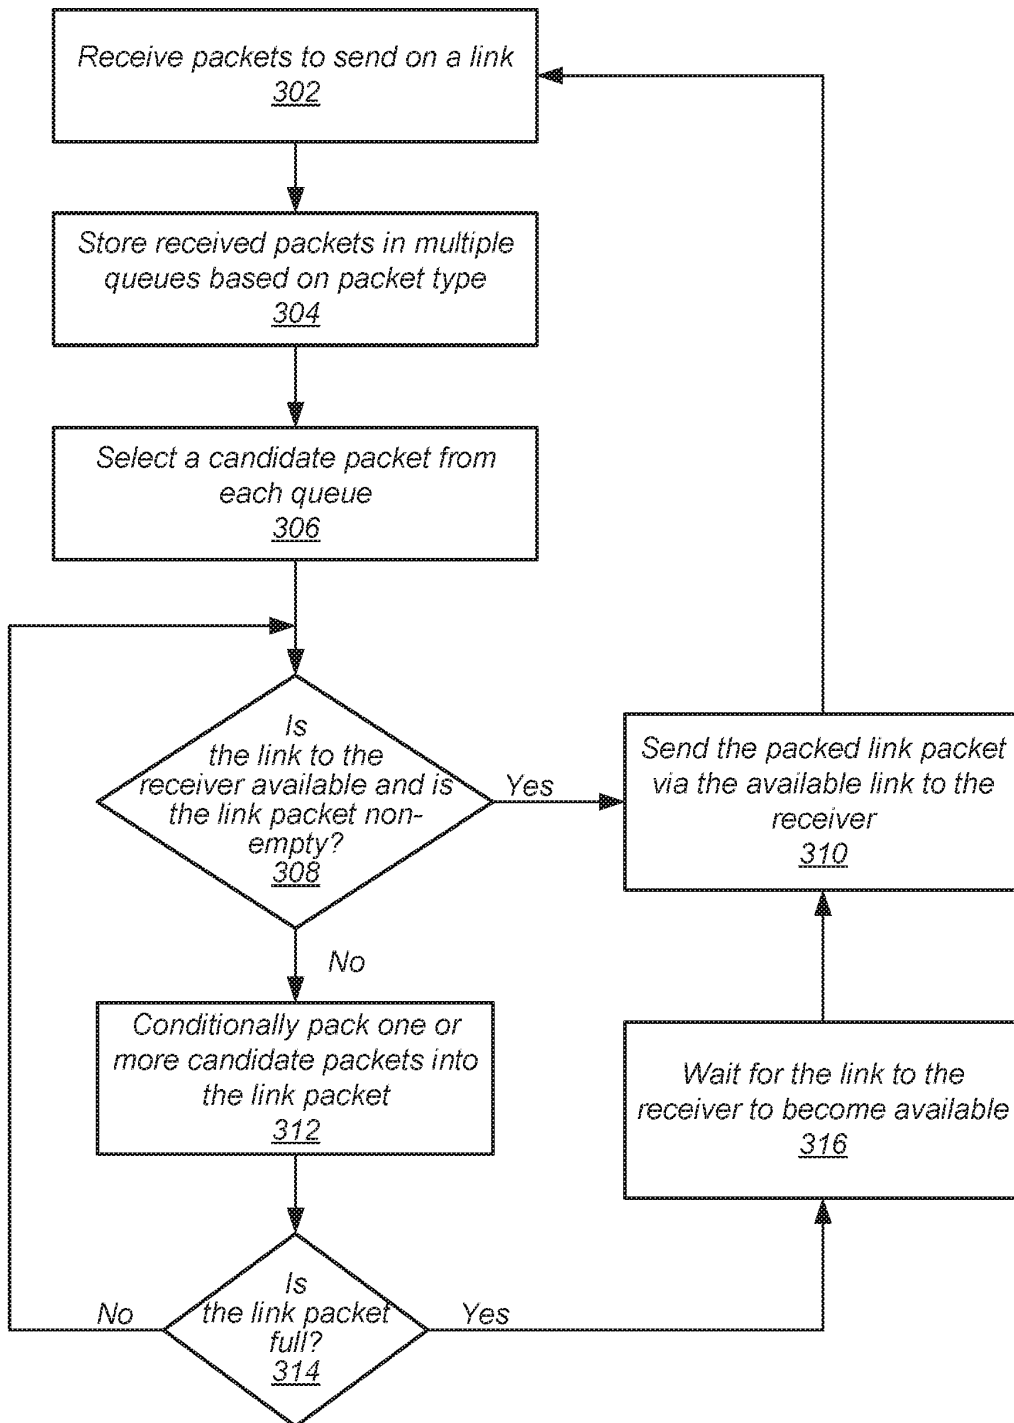 Receive packets to send on a link
302
Store received packets in multiple
queues based on packet type
304
Select a candidate packet from
each queue
306
Is
the link to the
receiver available and is
the link packet non-
empty?
308
Yes
Send the packed link packet
via the available link to the
receiver
310
No
Conditionally pack one or
more candidate packets into
the link packet
312
Wait for the link to the
receiver to become available
316
Is
the link packet
full?
314
No
Yes